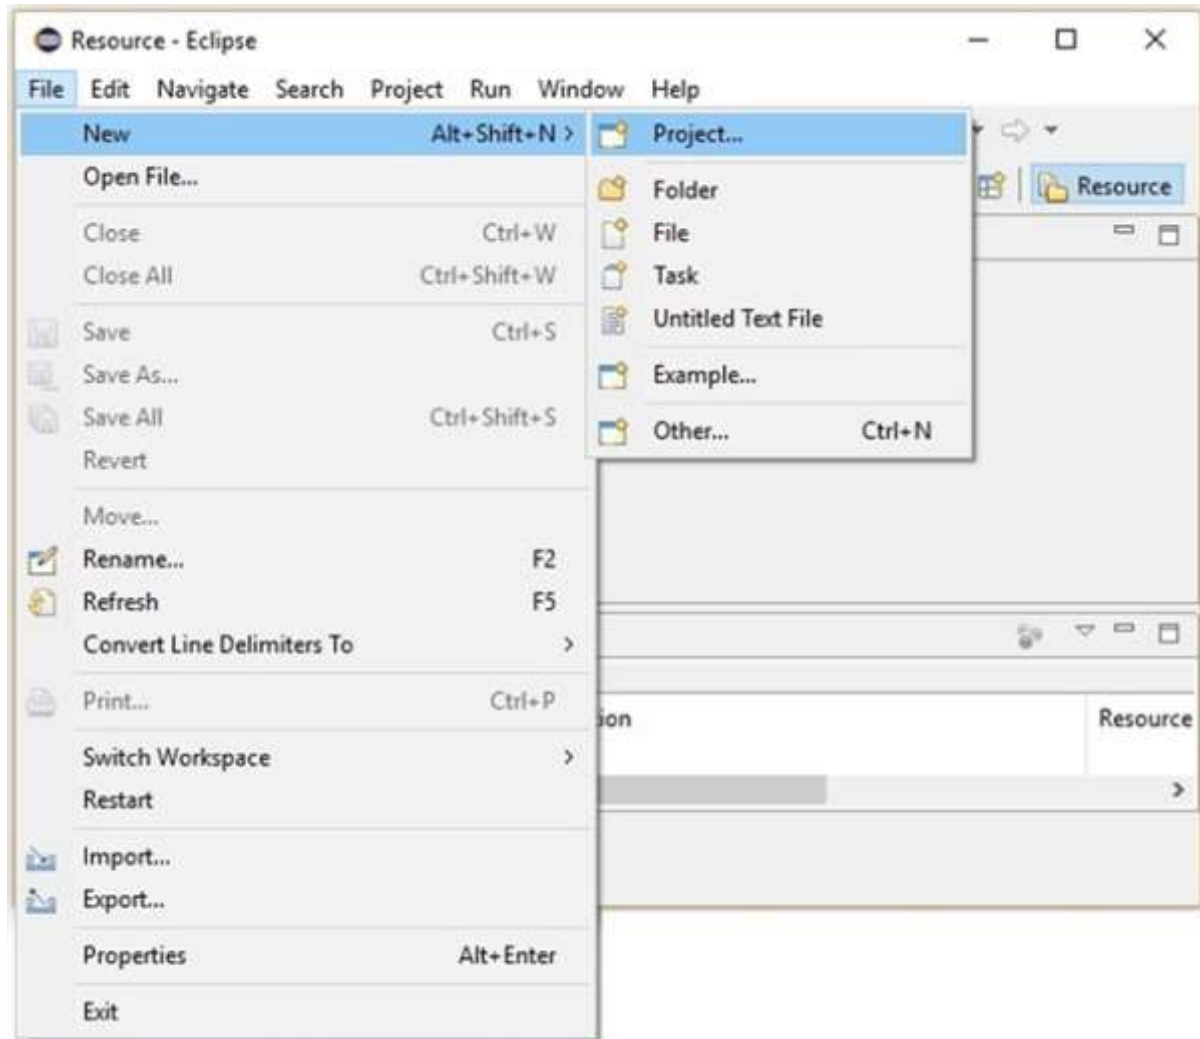 Resource - Eclipse
File Edit Navigate Search Project Run Window Help
New Alt+Shift+N >
Open File...
Close Ctrl+W
Close All Ctrl+Shift+W
Save Ctrl+S
Save As...
Save All Ctrl+Shift+S
Revert
Move...
Rename... F2
Refresh F5
Convert Line Delimiters To >
Print... Ctrl+P
Switch Workspace >
Restart
Import...
Export...
Properties Alt+Enter
Exit
Project...
Folder
File
Task
Untitled Text File
Example...
Other... Ctrl+N
Resource
ion Resource